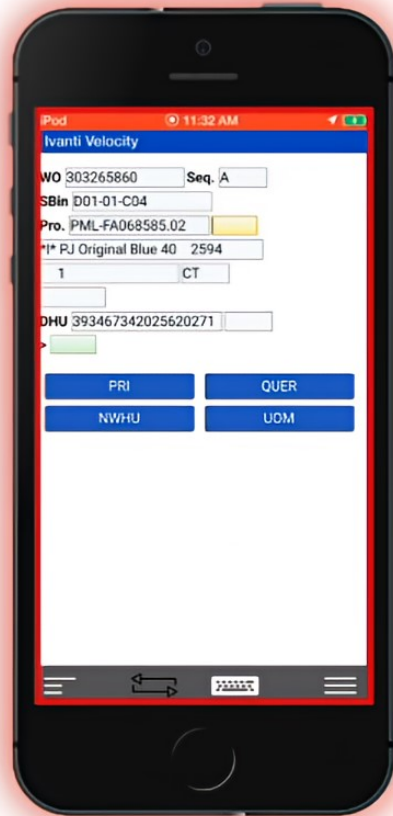 iPod 11:32 AM
Ivanti Velocity
WO 303265860 Seq. A
SBin D01-01-C04
Pro. PML-FA068585.02
*I* PJ Original Blue 40 2594
1 CT
DHU 393467342025620271
>
PRI QUER
NWHU UOM